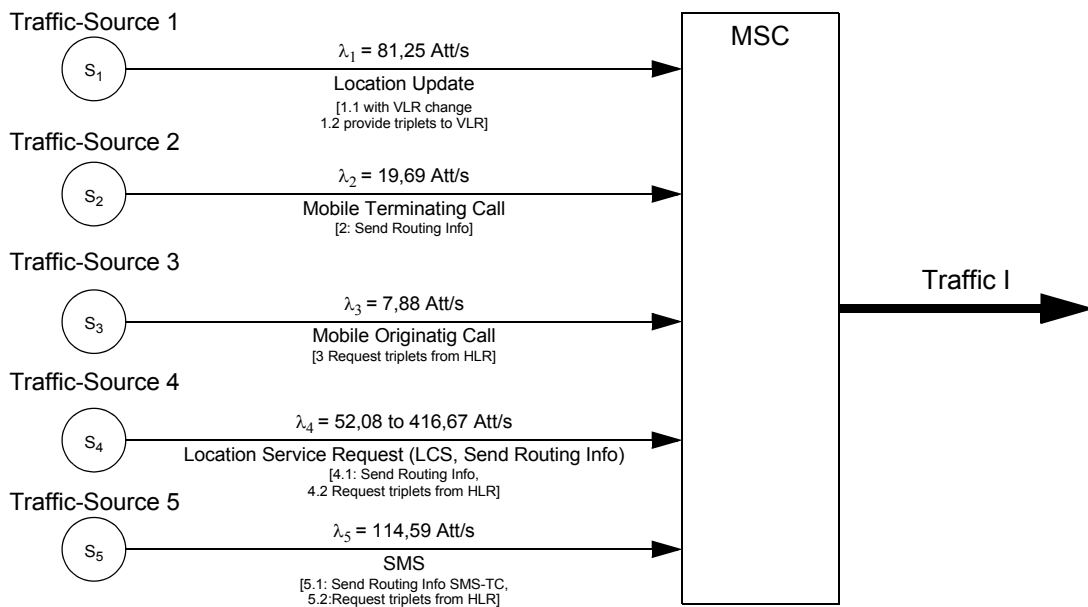 Traffic-Source 1
S1
λ1 = 81,25 Att/s
Location Update
[1.1 with VLR change
1.2 provide triplets to VLR]
Traffic-Source 2
S2
λ2 = 19,69 Att/s
Mobile Terminating Call
[2: Send Routing Info]
Traffic-Source 3
S3
λ3 = 7,88 Att/s
Mobile Originatig Call
[3 Request triplets from HLR]
Traffic-Source 4
S4
λ4 = 52,08 to 416,67 Att/s
Location Service Request (LCS, Send Routing Info)
[4.1: Send Routing Info,
4.2 Request triplets from HLR]
Traffic-Source 5
S5
λ5 = 114,59 Att/s
SMS
[5.1: Send Routing Info SMS-TC,
5.2:Request triplets from HLR]
MSC
Traffic I